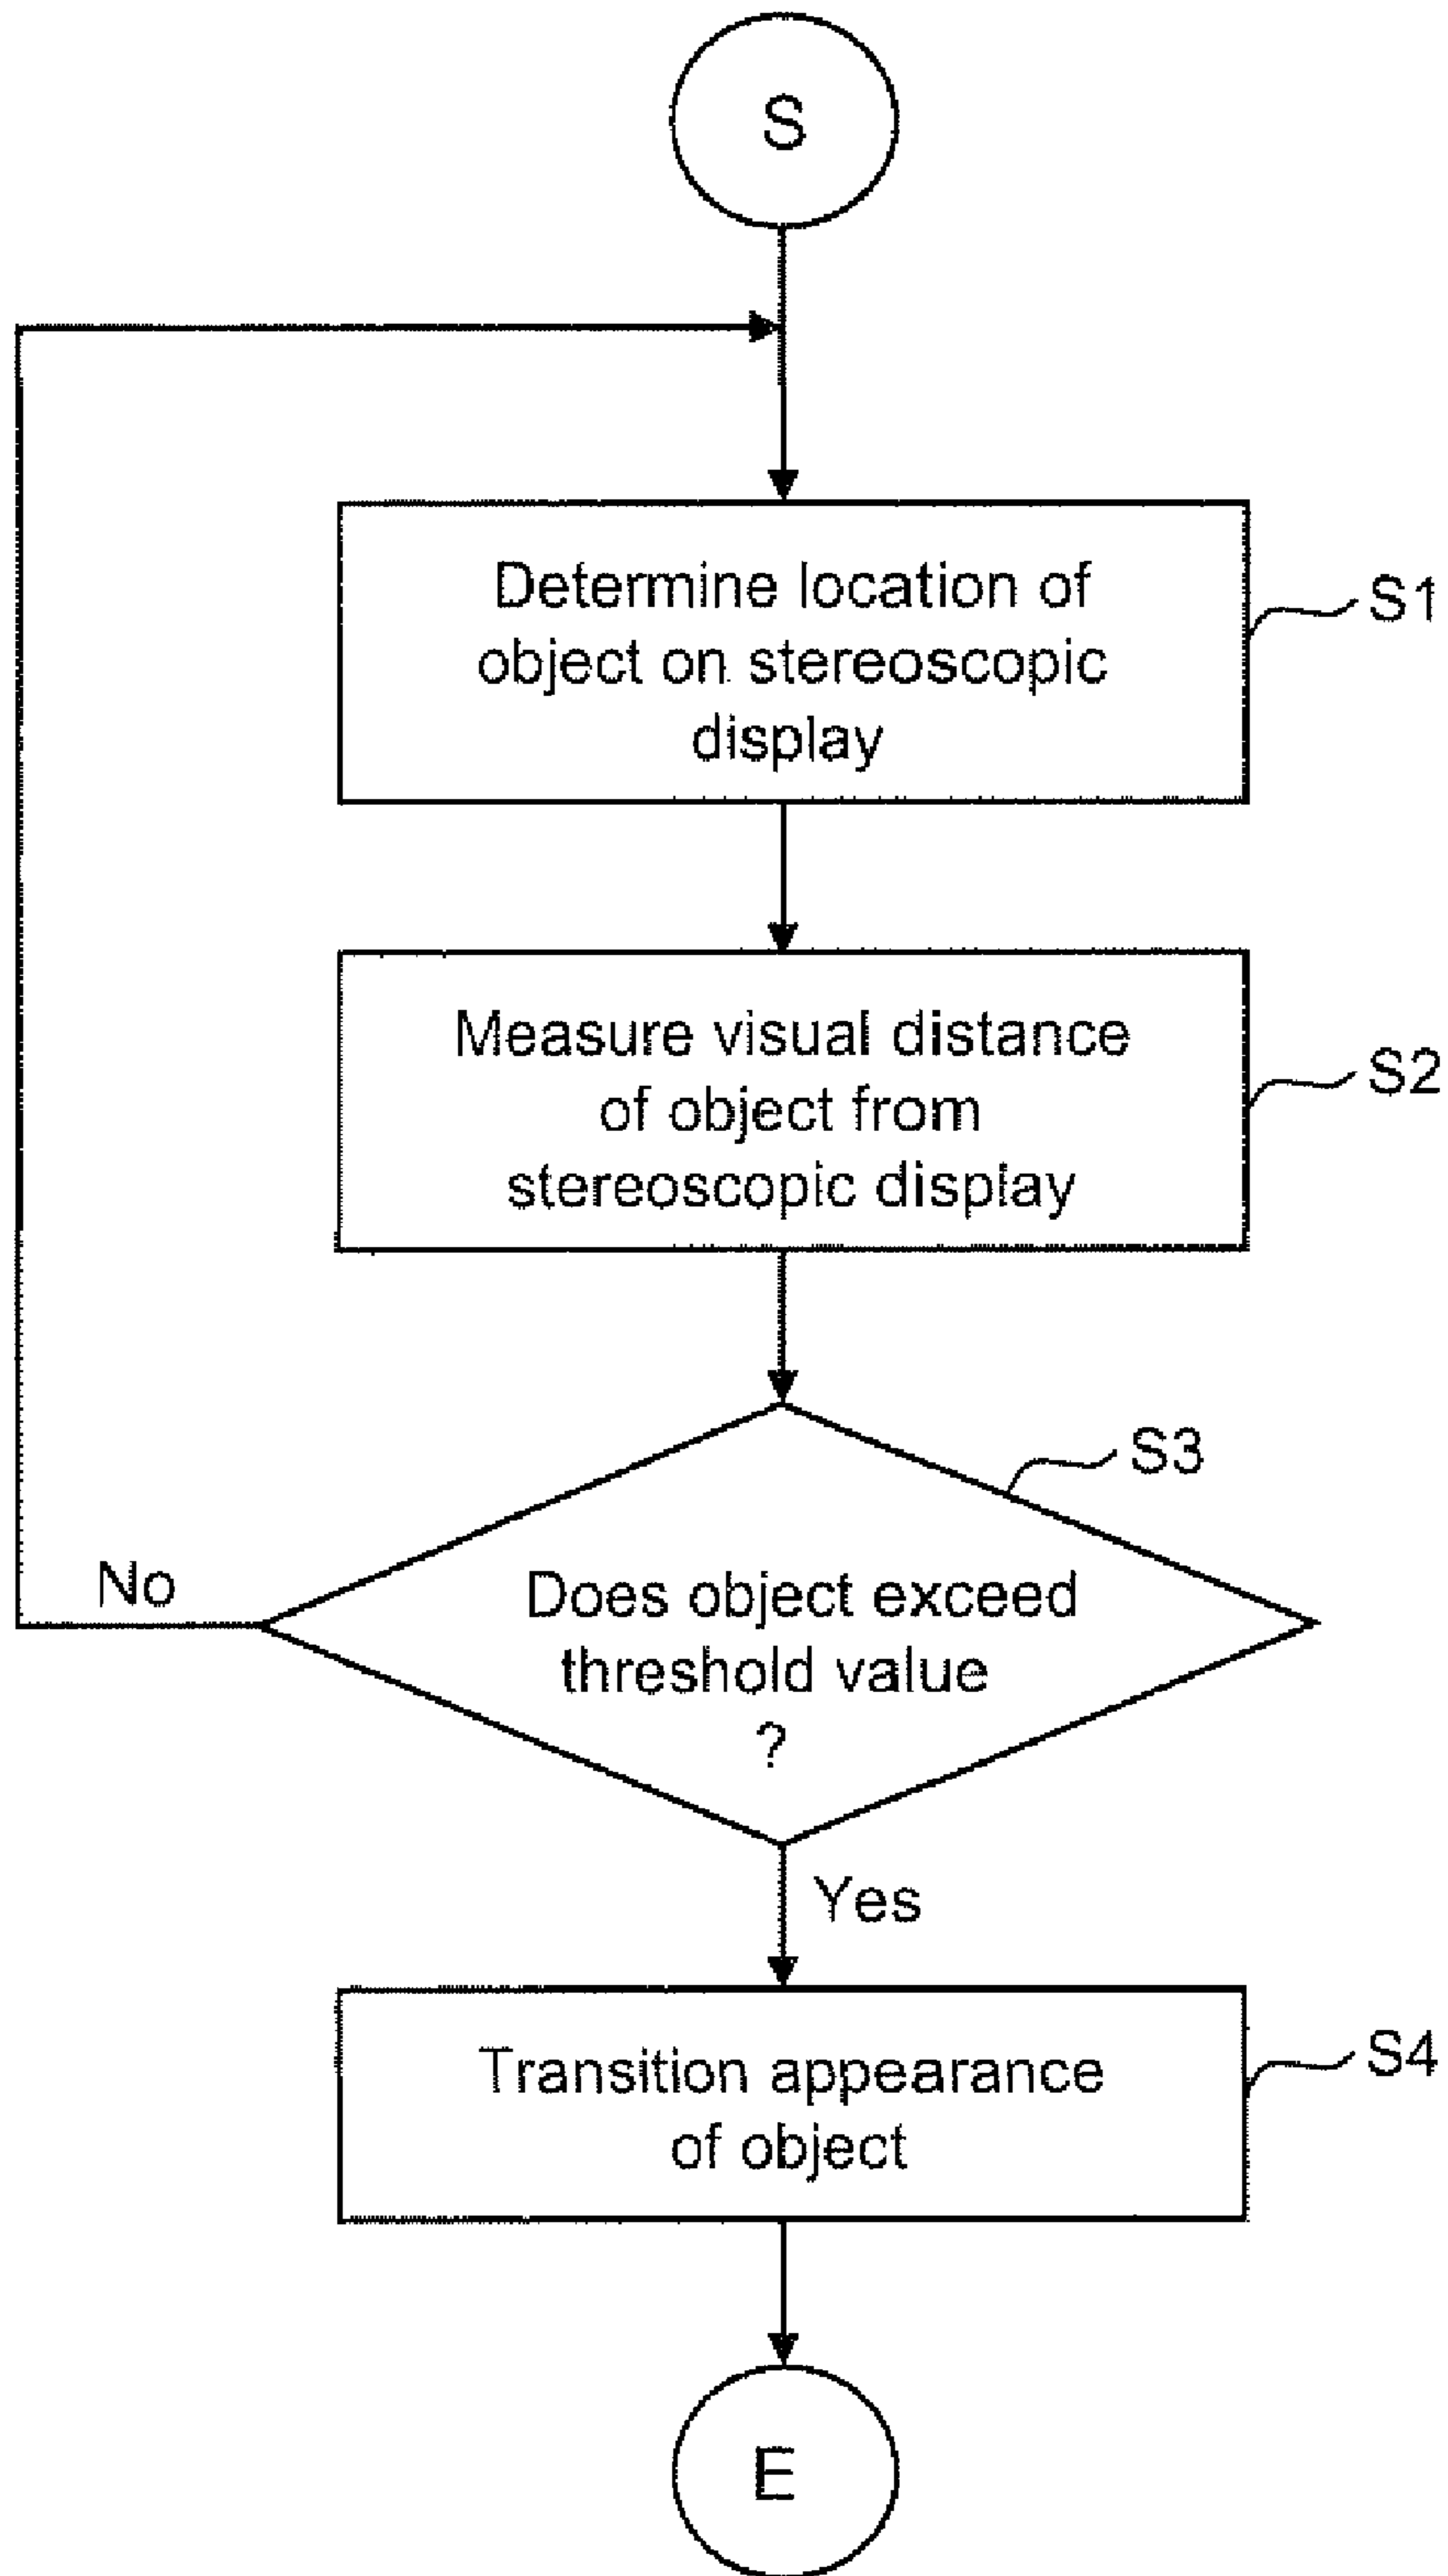 S
Determine location of
object on stereoscopic
display
S1
Measure visual distance
of object from
stereoscopic display
S2
S3
Does object exceed
threshold value
?
No
Yes
Transition appearance
of object
S4
E